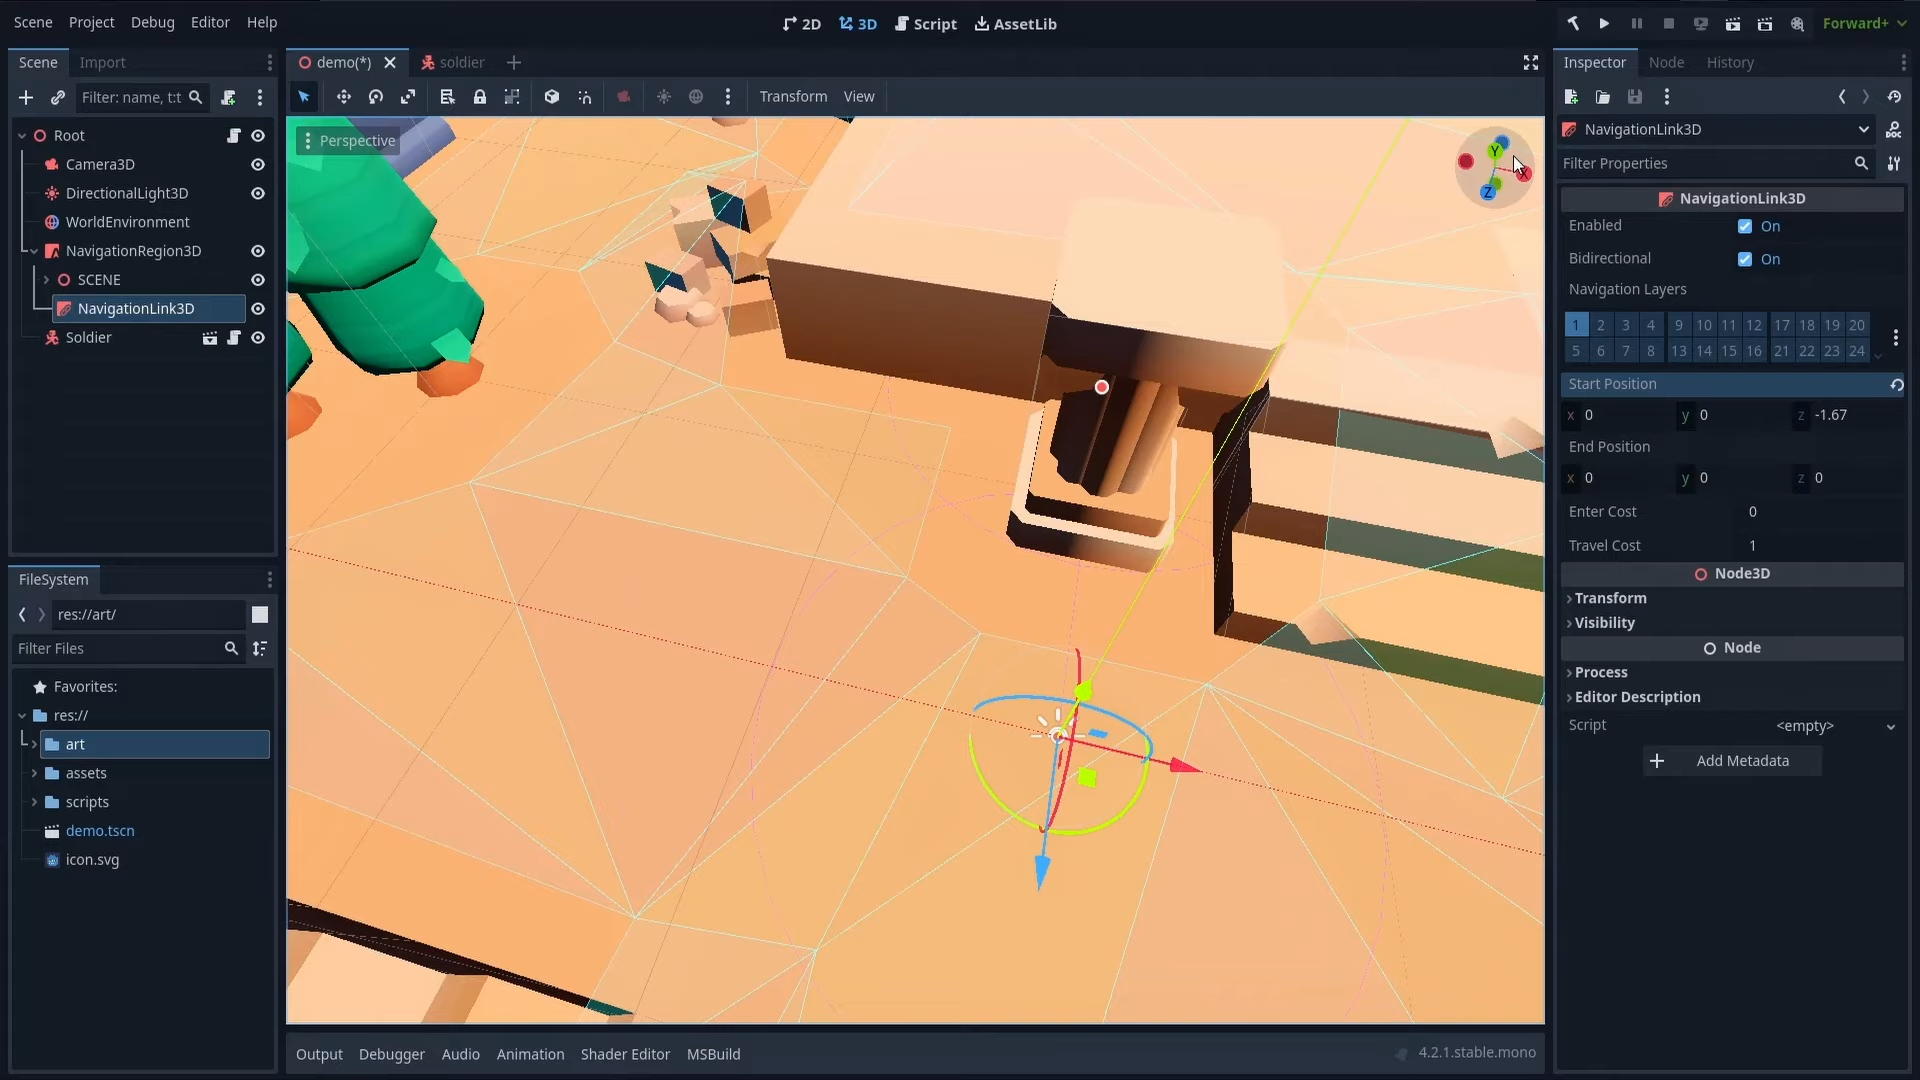 Scene Project Debug Editor Help
2D 3D Script AssetLib
Forward+
Scene Import
Filter: name, t:t
Root
Camera3D
DirectionalLight3D
WorldEnvironment
NavigationRegion3D
SCENE
NavigationLink3D
Soldier
FileSystem
res://art/
Filter Files
Favorites:
res://
art
assets
scripts
demo.tscn
icon.svg
demo(*) soldier
Transform View
Perspective
Y
X
Z
Output Debugger Audio Animation Shader Editor MSBuild
4.2.1.stable.mono
Inspector Node History
NavigationLink3D
Filter Properties
NavigationLink3D
Enabled On
Bidirectional On
Navigation Layers
1 2 3 4 9 10 11 12 17 18 19 20
5 6 7 8 13 14 15 16 21 22 23 24
Start Position
x 0 y 0 z -1.67
End Position
x 0 y 0 z 0
Enter Cost 0
Travel Cost 1
Node3D
Transform
Visibility
Node
Process
Editor Description
Script <empty>
Add Metadata